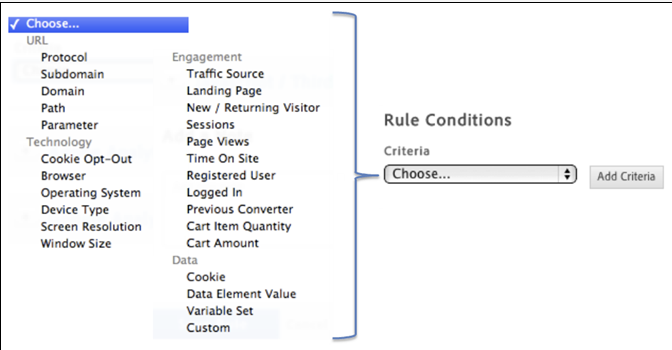 ✓ Choose...
URL
Protocol
Subdomain
Domain
Path
Parameter
Technology
Cookie Opt-Out
Browser
Operating System
Device Type
Screen Resolution
Window Size
Engagement
Traffic Source
Landing Page
New / Returning Visitor
Sessions
Page Views
Time On Site
Registered User
Logged In
Previous Converter
Cart Item Quantity
Cart Amount
Data
Cookie
Data Element Value
Variable Set
Custom
Rule Conditions
Criteria
Choose...
Add Criteria